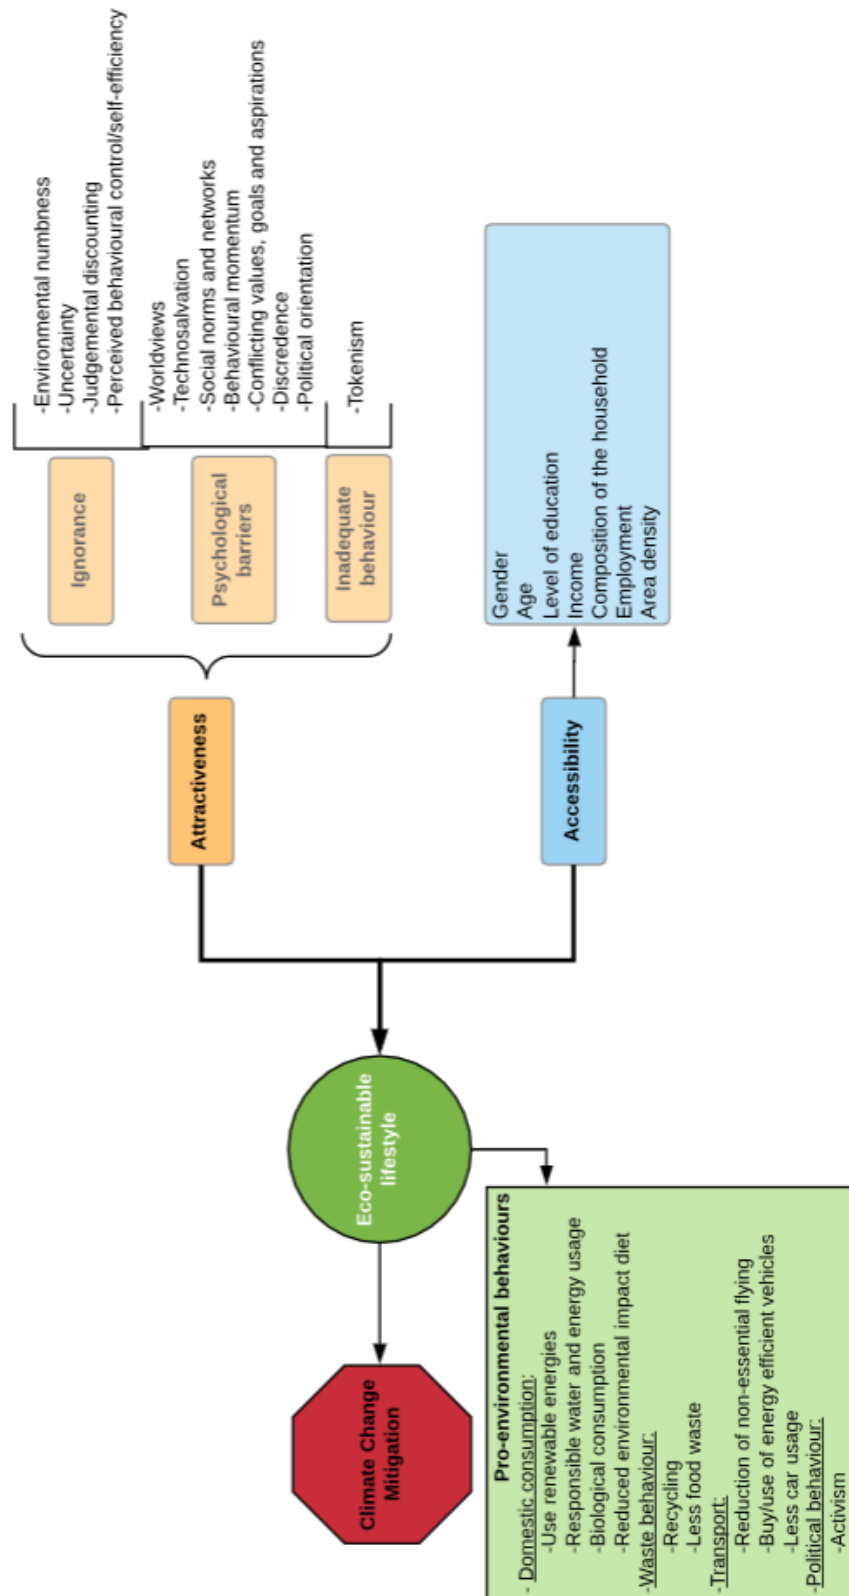 Climate Change
Mitigation
Eco-sustainable
lifestyle
Pro-environmental behaviours
- Domestic consumption:
-Use renewable energies
-Responsible water and energy usage
-Biological consumption
-Reduced environmental impact diet
-Waste behaviour:
-Recycling
-Less food waste
-Transport:
-Reduction of non-essential flying
-Buy/use of energy efficient vehicles
-Less car usage
-Political behaviour:
-Activism
Attractiveness
Ignorance
-Environmental numbness
-Uncertainty
-Judgemental discounting
-Perceived behavioural control/self-efficiency
Psychological
barriers
-Worldviews
-Technosalvation
-Social norms and networks
-Behavioural momentum
-Conflicting values, goals and aspirations
-Discredence
-Political orientation
Inadequate
behaviour
-Tokenism
Accessibility
Gender
Age
Level of education
Income
Composition of the household
Employment
Area density